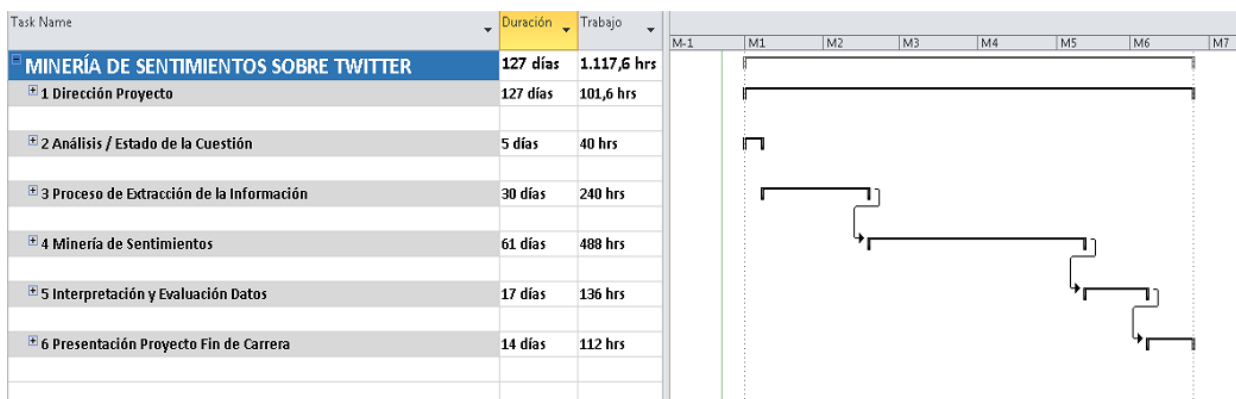 Task Name Duración Trabajo
M-1 M1 M2 M3 M4 M5 M6 M7
MINERÍA DE SENTIMIENTOS SOBRE TWITTER 127 días 1.117,6 hrs
1 Dirección Proyecto 127 días 101,6 hrs
2 Análisis / Estado de la Cuestión 5 días 40 hrs
3 Proceso de Extracción de la Información 30 días 240 hrs
4 Minería de Sentimientos 61 días 488 hrs
5 Interpretación y Evaluación Datos 17 días 136 hrs
6 Presentación Proyecto Fin de Carrera 14 días 112 hrs